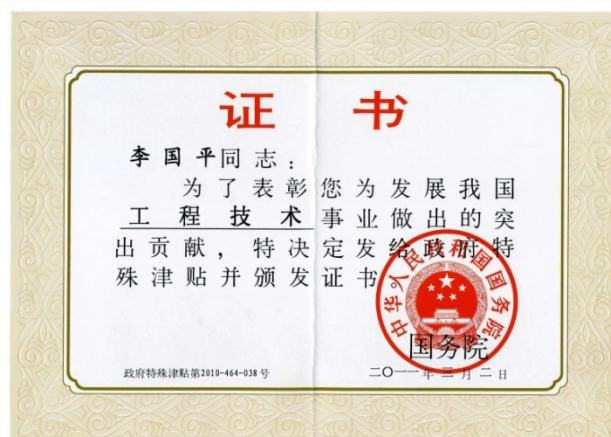 证 书
李国平同志：
为了表彰您为发展我国
工程技术事业做出的突
出贡献，特决定发给政府特
殊津贴并颁发证书。
中华人民共和国国务院
国务院
政府特殊津贴第2010-464-038号
二〇一一年二月二日